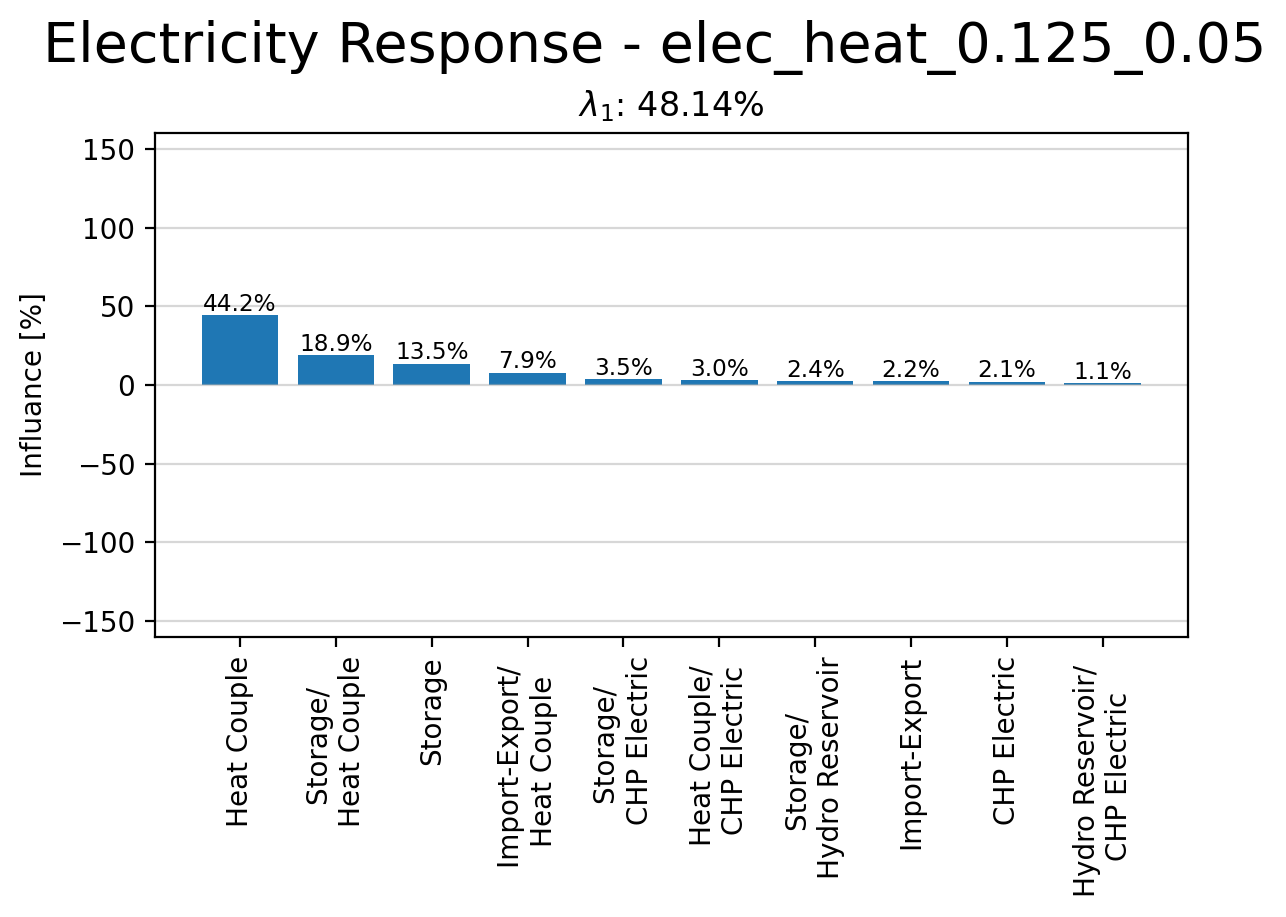 Electricity Response - elec_heat_0.125_0.05
λ₁: 48.14%
Influance [%]
150
100
50
0
−50
−100
−150
44.2%
18.9%
13.5%
7.9%
3.5%
3.0%
2.4%
2.2%
2.1%
1.1%
Heat Couple
Storage/
Heat Couple
Storage
Import-Export/
Heat Couple
Storage/
CHP Electric
Heat Couple/
CHP Electric
Storage/
Hydro Reservoir
Import-Export
CHP Electric
Hydro Reservoir/
CHP Electric